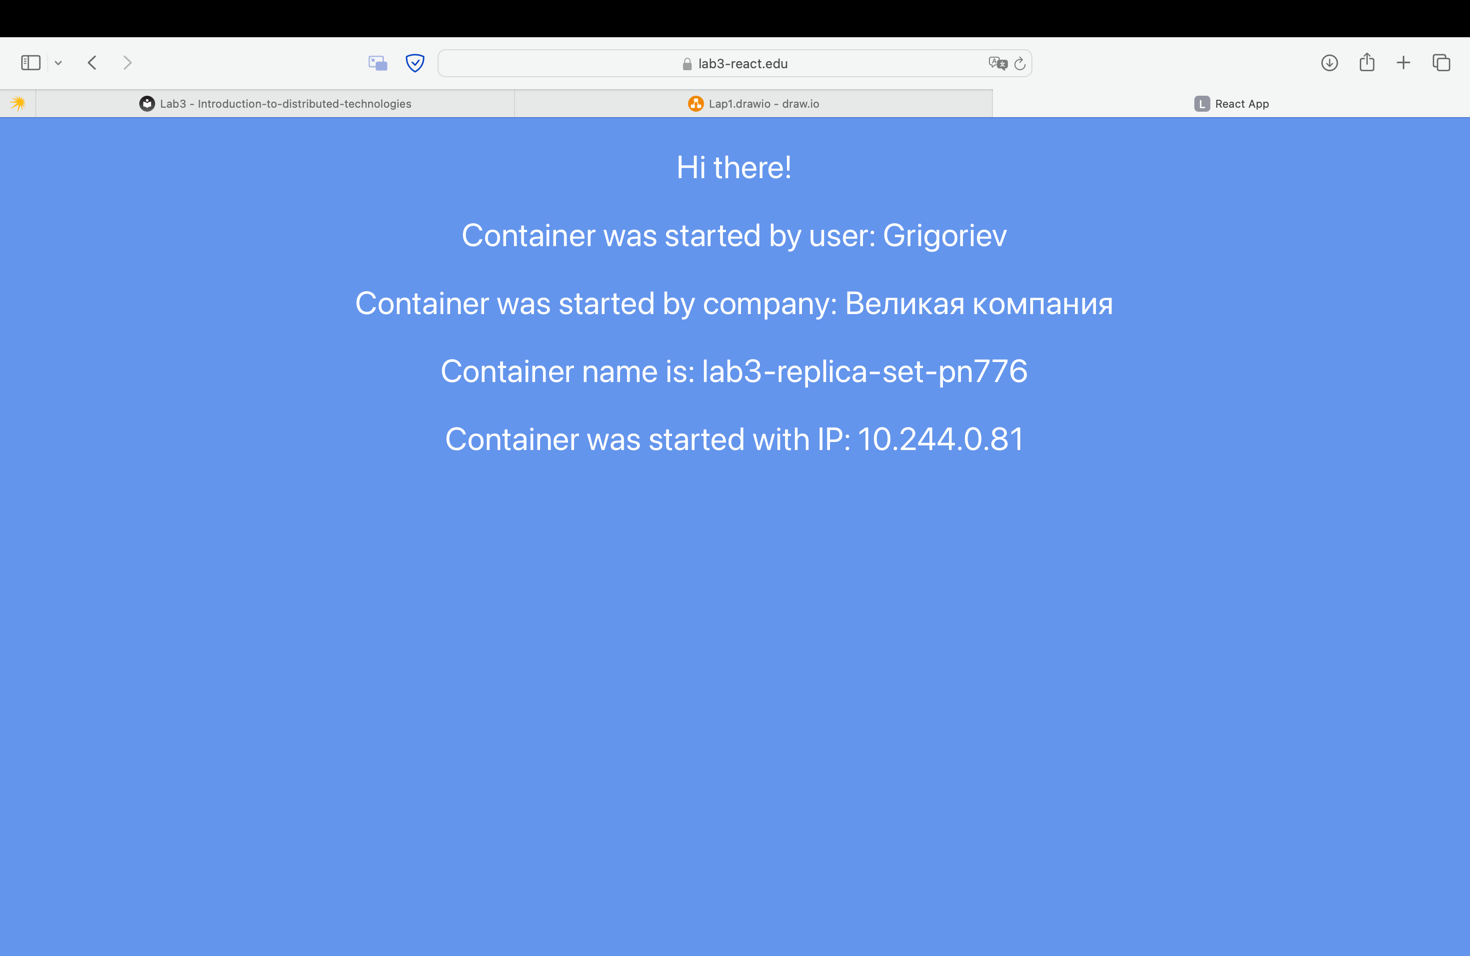 lab3-react.edu
Lab3 - Introduction-to-distributed-technologies
Lap1.drawio - draw.io
L React App
Hi there!
Container was started by user: Grigoriev
Container was started by company: Великая компания
Container name is: lab3-replica-set-pn776
Container was started with IP: 10.244.0.81